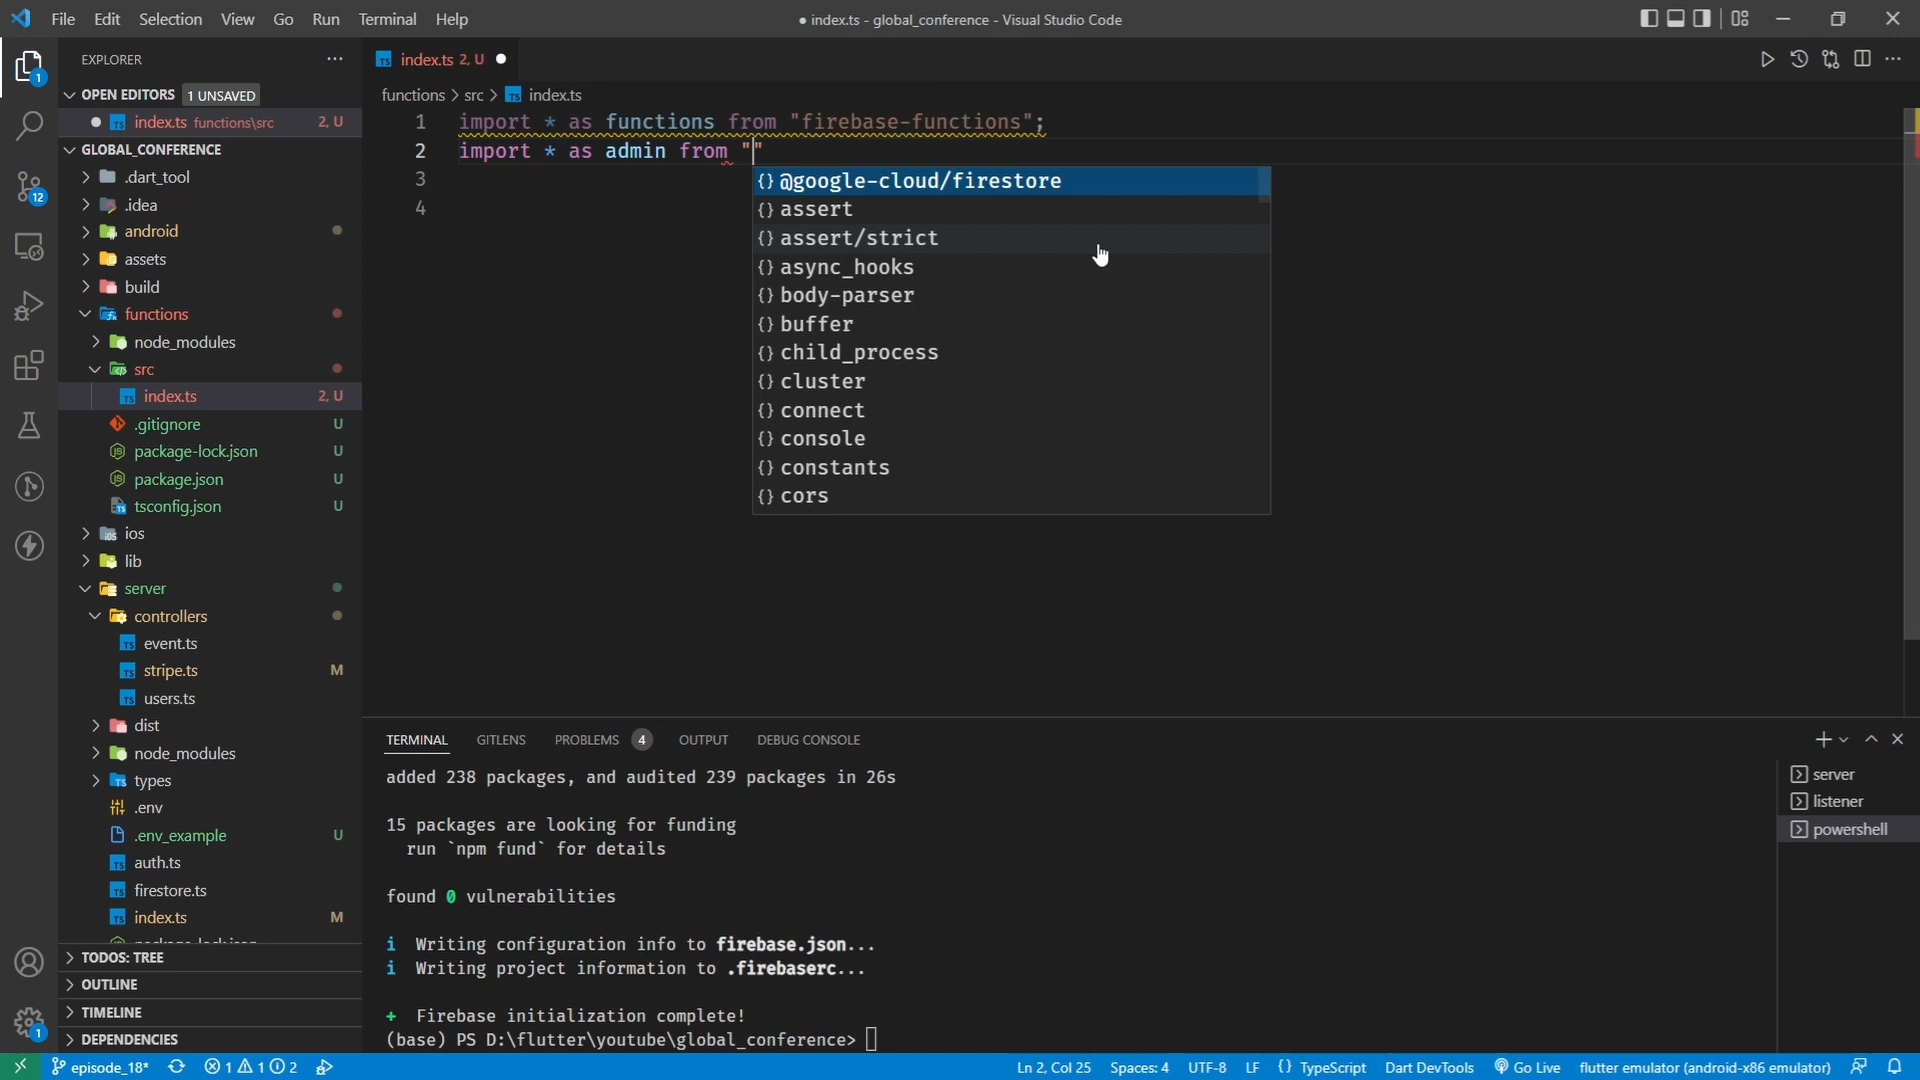 File Edit Selection View Go Run Terminal Help
● index.ts - global_conference - Visual Studio Code
EXPLORER
OPEN EDITORS 1 UNSAVED
index.ts functions\src 2, U
GLOBAL_CONFERENCE
.dart_tool
.idea
android
assets
build
functions
node_modules
src
index.ts 2, U
.gitignore U
package-lock.json U
package.json U
tsconfig.json U
ios
lib
server
controllers
event.ts
stripe.ts M
users.ts
dist
node_modules
types
.env
.env_example U
auth.ts
firestore.ts
index.ts M
TODOS: TREE
OUTLINE
TIMELINE
DEPENDENCIES
1
12
1
index.ts 2, U
functions > src > index.ts
1 import * as functions from "firebase-functions";
2 import * as admin from ""
3
4
{} @google-cloud/firestore
{} assert
{} assert/strict
{} async_hooks
{} body-parser
{} buffer
{} child_process
{} cluster
{} connect
{} console
{} constants
{} cors
TERMINAL GITLENS PROBLEMS 4 OUTPUT DEBUG CONSOLE
added 238 packages, and audited 239 packages in 26s
15 packages are looking for funding
run `npm fund` for details
found 0 vulnerabilities
i Writing configuration info to firebase.json...
i Writing project information to .firebaserc...
+ Firebase initialization complete!
(base) PS D:\flutter\youtube\global_conference>
server
listener
powershell
episode_18* 1 1 2 Ln 2, Col 25 Spaces: 4 UTF-8 LF {} TypeScript Dart DevTools Go Live flutter emulator (android-x86 emulator)